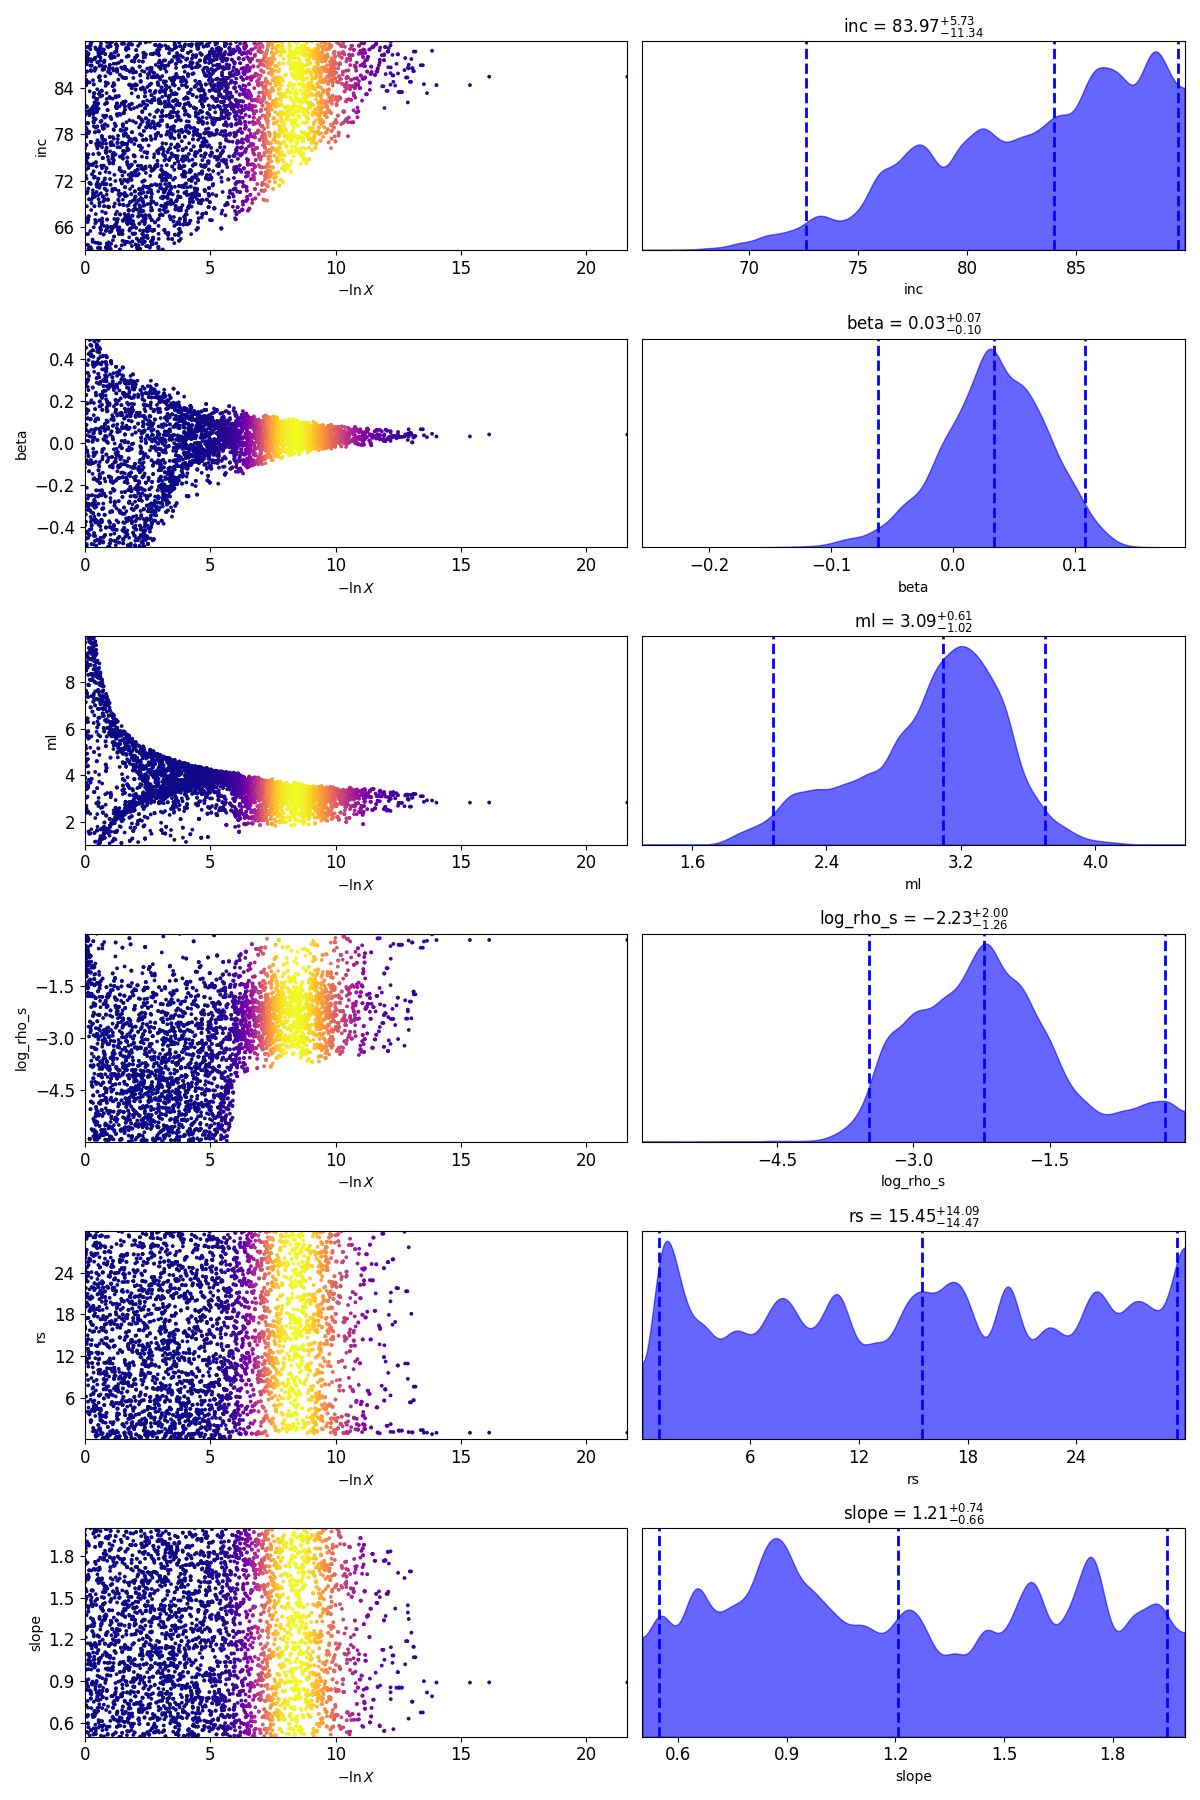 inc = 83.97+5.73−11.34
84
78
72
66
inc
0 5 10 15 20
−ln X
70 75 80 85
inc
beta = 0.03+0.07−0.10
0.4
0.2
0.0
−0.2
−0.4
beta
0 5 10 15 20
−ln X
−0.2 −0.1 0.0 0.1
beta
ml = 3.09+0.61−1.02
8
6
4
2
ml
0 5 10 15 20
−ln X
1.6 2.4 3.2 4.0
ml
log_rho_s = −2.23+2.00−1.26
−1.5
−3.0
−4.5
log_rho_s
0 5 10 15 20
−ln X
−4.5 −3.0 −1.5
log_rho_s
rs = 15.45+14.09−14.47
24
18
12
6
rs
0 5 10 15 20
−ln X
6 12 18 24
rs
slope = 1.21+0.74−0.66
1.8
1.5
1.2
0.9
0.6
slope
0 5 10 15 20
−ln X
0.6 0.9 1.2 1.5 1.8
slope